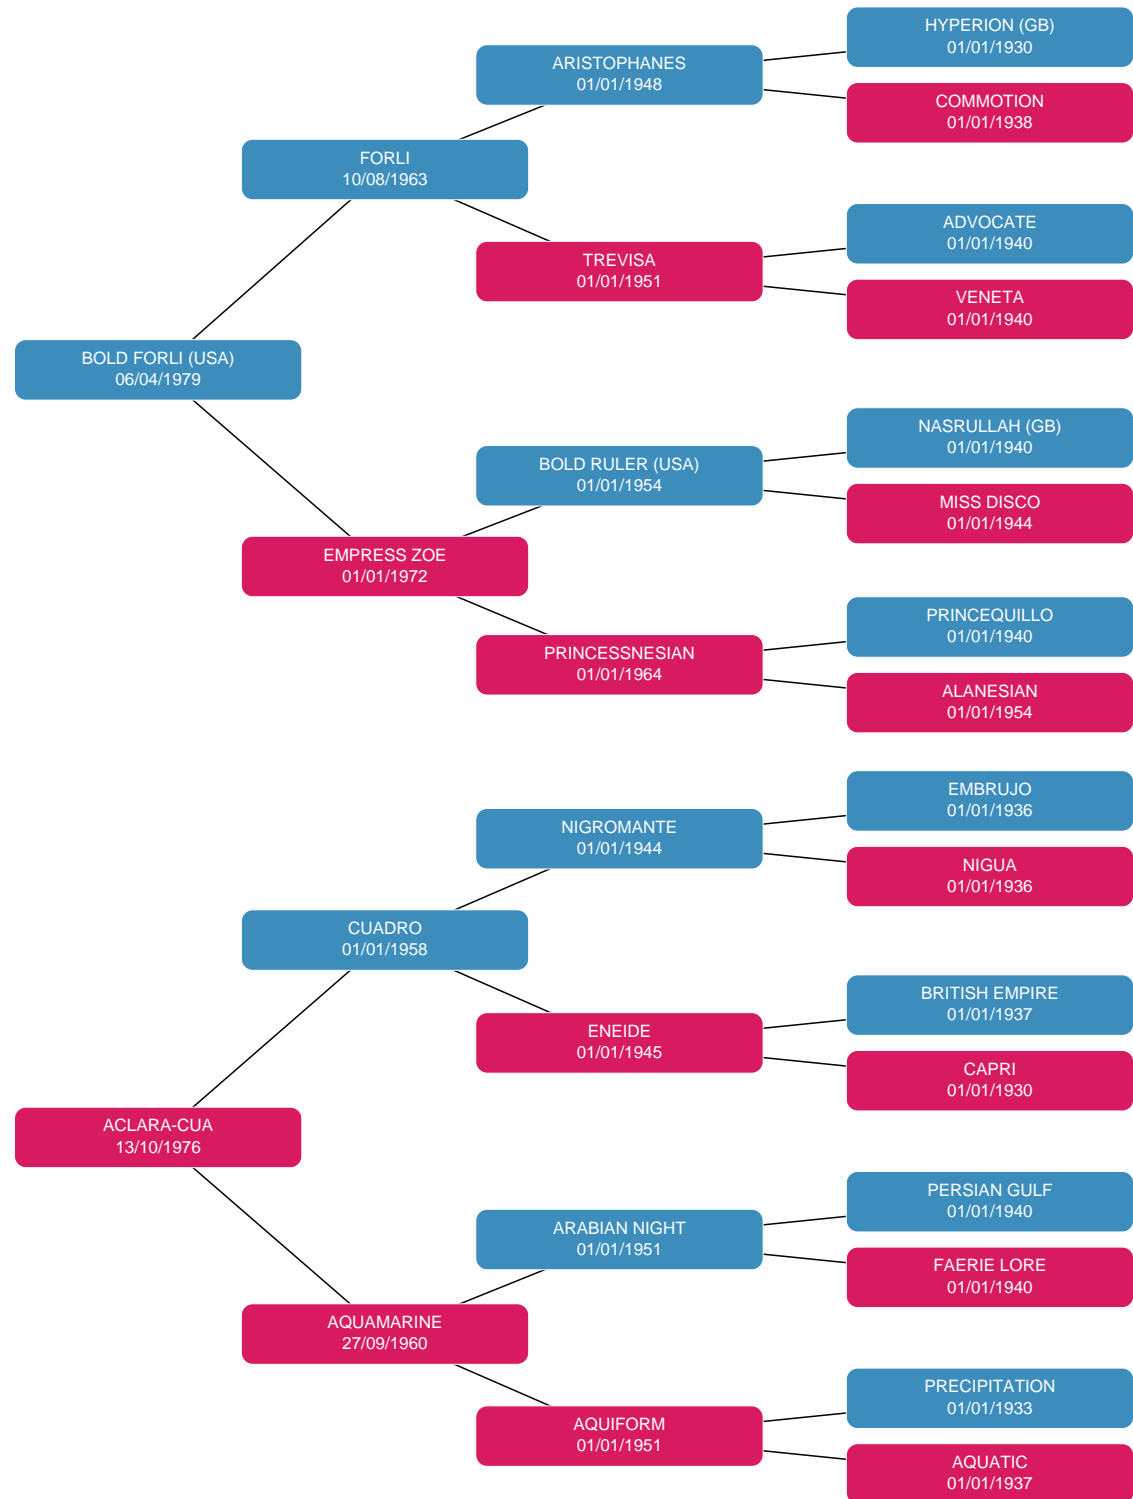 HYPERION (GB)
01/01/1930
ARISTOPHANES
01/01/1948
COMMOTION
01/01/1938
FORLI
10/08/1963
ADVOCATE
01/01/1940
TREVISA
01/01/1951
VENETA
01/01/1940
BOLD FORLI (USA)
06/04/1979
NASRULLAH (GB)
01/01/1940
BOLD RULER (USA)
01/01/1954
MISS DISCO
01/01/1944
EMPRESS ZOE
01/01/1972
PRINCEQUILLO
01/01/1940
PRINCESSNESIAN
01/01/1964
ALANESIAN
01/01/1954
EMBRUJO
01/01/1936
NIGROMANTE
01/01/1944
NIGUA
01/01/1936
CUADRO
01/01/1958
BRITISH EMPIRE
01/01/1937
ENEIDE
01/01/1945
CAPRI
01/01/1930
ACLARA-CUA
13/10/1976
PERSIAN GULF
01/01/1940
ARABIAN NIGHT
01/01/1951
FAERIE LORE
01/01/1940
AQUAMARINE
27/09/1960
PRECIPITATION
01/01/1933
AQUIFORM
01/01/1951
AQUATIC
01/01/1937